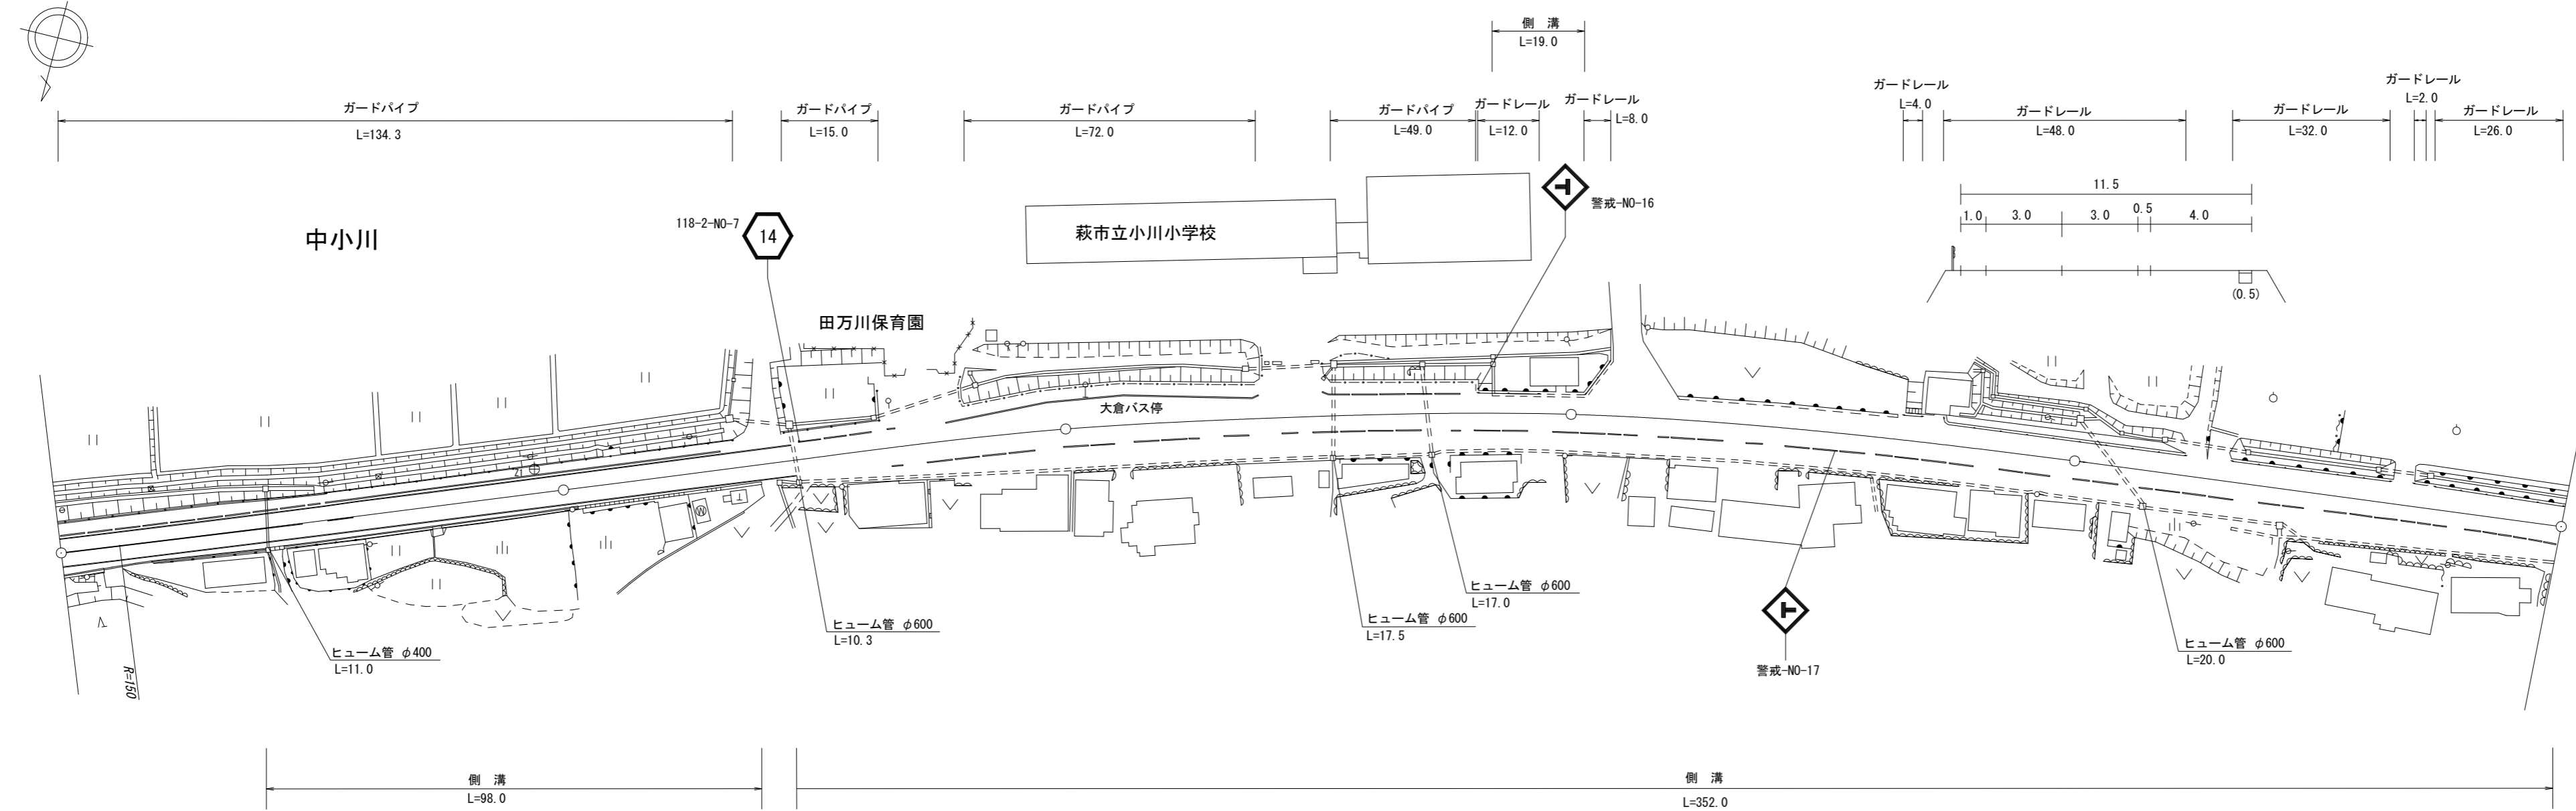 側 溝
L=19.0
ガードパイプ
L=134.3
ガードパイプ
L=15.0
ガードパイプ
L=72.0
ガードパイプ
L=49.0
ガードレール
L=12.0
ガードレール
L=8.0
ガードレール
L=4.0
ガードレール
L=48.0
ガードレール
L=32.0
ガードレール
L=2.0
ガードレール
L=26.0
11.5
1.0
3.0
3.0
0.5
4.0
(0.5)
警戒-NO-16
118-2-NO-7
14
中小川
萩市立小川小学校
田万川保育園
大倉バス停
21
R=150
ヒューム管 φ400
L=11.0
ヒューム管 φ600
L=10.3
ヒューム管 φ600
L=17.5
ヒューム管 φ600
L=17.0
警戒-NO-17
ヒューム管 φ600
L=20.0
側 溝
L=98.0
側 溝
L=352.0